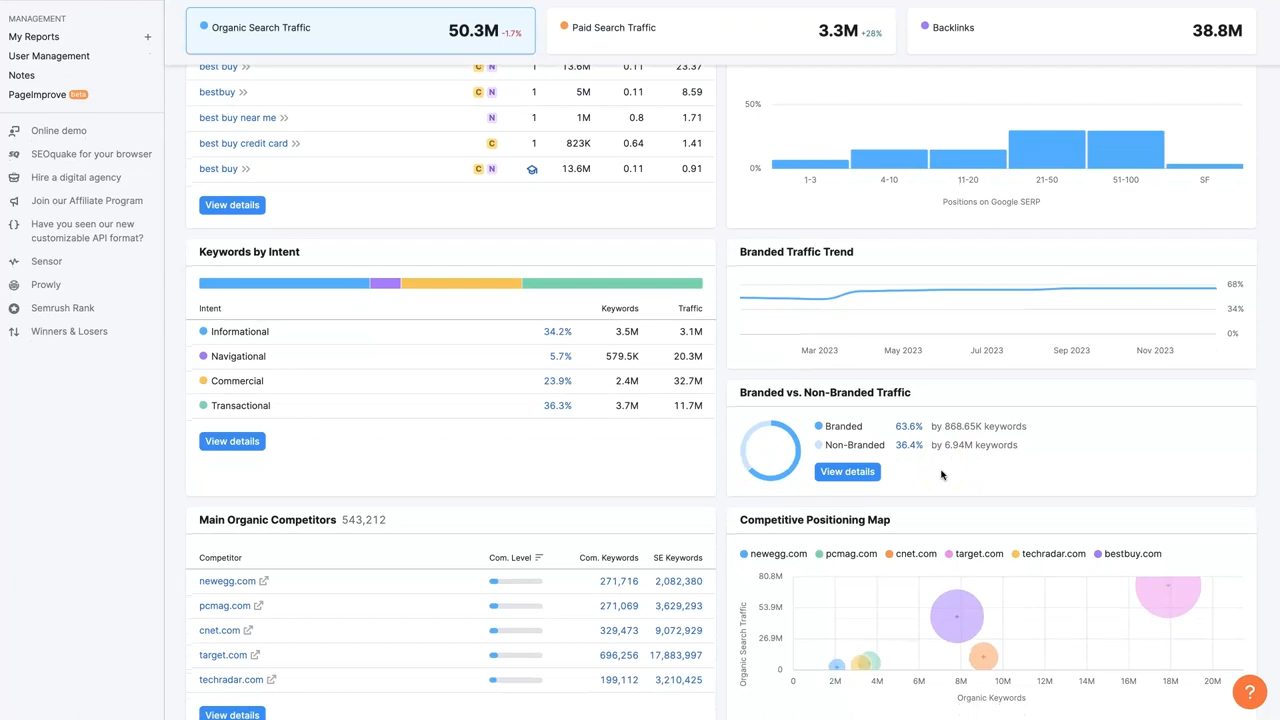 MANAGEMENT
My Reports +
User Management
Notes
PageImprove beta
Online demo
SEOquake for your browser
Hire a digital agency
Join our Affiliate Program
Have you seen our new
customizable API format?
Sensor
Prowly
Semrush Rank
Winners & Losers
Organic Search Traffic 50.3M -1.7%
Paid Search Traffic 3.3M +28%
Backlinks 38.8M
best buy >> C N 1 13.6M 0.11 23.37
bestbuy >> C N 1 5M 0.11 8.59
best buy near me >> N 1 1M 0.8 1.71
best buy credit card >> C 1 823K 0.64 1.41
best buy >> C N 13.6M 0.11 0.91
View details
50%
0%
1-3 4-10 11-20 21-50 51-100 SF
Positions on Google SERP
Keywords by Intent
Intent Keywords Traffic
Informational 34.2% 3.5M 3.1M
Navigational 5.7% 579.5K 20.3M
Commercial 23.9% 2.4M 32.7M
Transactional 36.3% 3.7M 11.7M
View details
Branded Traffic Trend
68%
34%
0%
Mar 2023 May 2023 Jul 2023 Sep 2023 Nov 2023
Branded vs. Non-Branded Traffic
Branded 63.6% by 868.65K keywords
Non-Branded 36.4% by 6.94M keywords
View details
Main Organic Competitors 543,212
Competitor Com. Level Com. Keywords SE Keywords
newegg.com 271,716 2,082,380
pcmag.com 271,069 3,629,293
cnet.com 329,473 9,072,929
target.com 696,256 17,883,997
techradar.com 199,112 3,210,425
View details
Competitive Positioning Map
newegg.com pcmag.com cnet.com target.com techradar.com bestbuy.com
Organic Search Traffic
80.8M
53.9M
26.9M
0
0 2M 4M 6M 8M 10M 12M 14M 16M 18M 20M
Organic Keywords
?